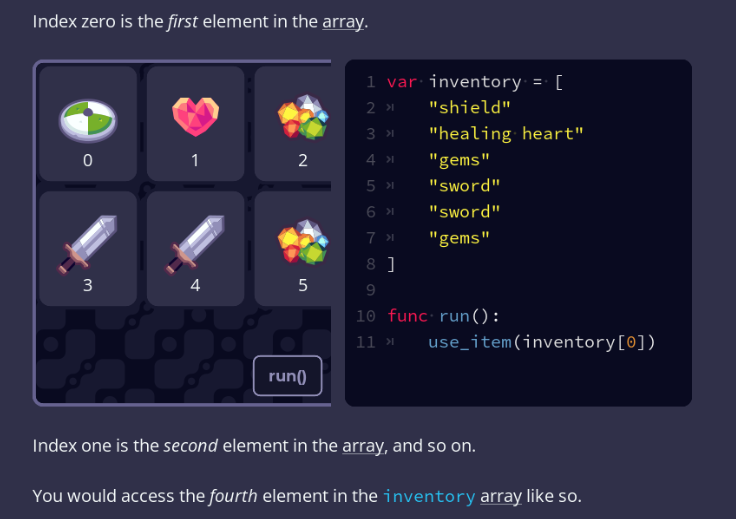 Index zero is the first element in the array.
0
1
2
3
4
5
run()
1 var inventory = [
2 "shield"
3 "healing heart"
4 "gems"
5 "sword"
6 "sword"
7 "gems"
8 ]
9
10 func run():
11 use_item(inventory[0])
Index one is the second element in the array, and so on.
You would access the fourth element in the inventory array like so.